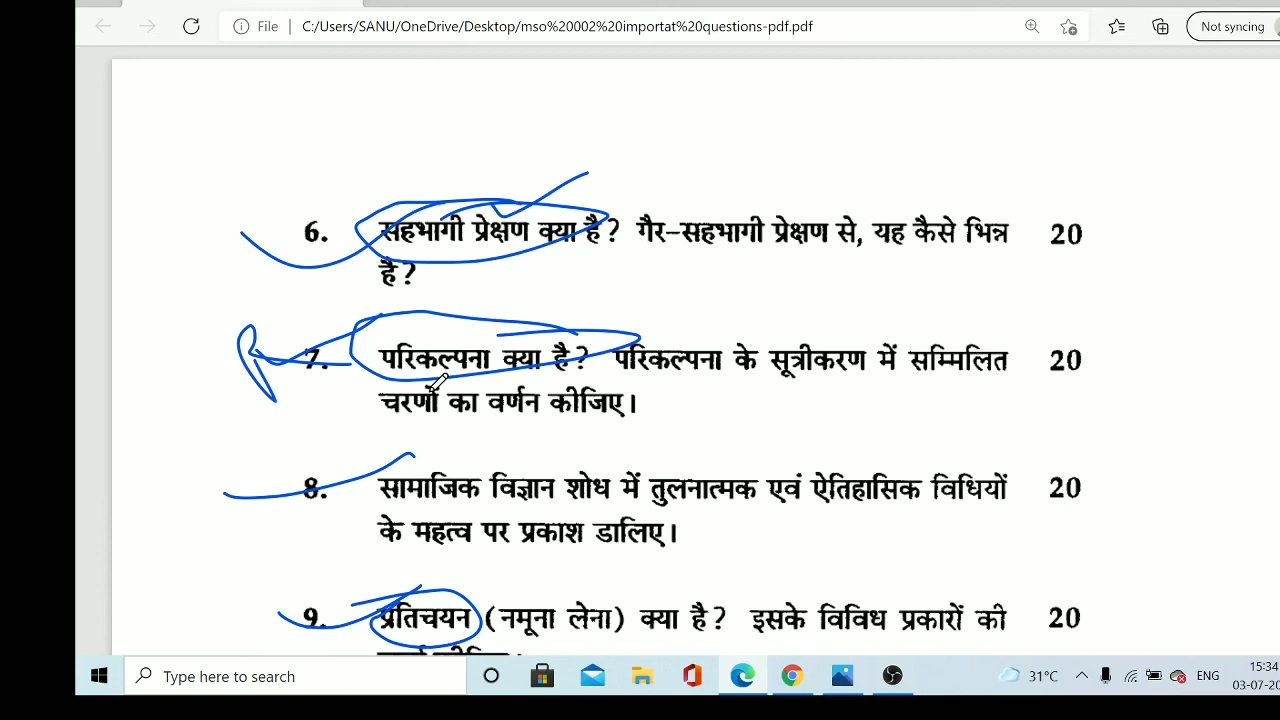 File | C:/Users/SANU/OneDrive/Desktop/mso%20002%20importat%20questions-pdf.pdf
Not syncing
6. सहभागी प्रेक्षण क्या है? गैर-सहभागी प्रेक्षण से, यह कैसे भिन्न 20
है?
7. परिकल्पना क्या है? परिकल्पना के सूत्रीकरण में सम्मिलित 20
चरणों का वर्णन कीजिए।
8. सामाजिक विज्ञान शोध में तुलनात्मक एवं ऐतिहासिक विधियों 20
के महत्व पर प्रकाश डालिए।
9. प्रतिचयन (नमूना लेना) क्या है? इसके विविध प्रकारों की 20
Type here to search
31°C
ENG
15:34
03-07-20